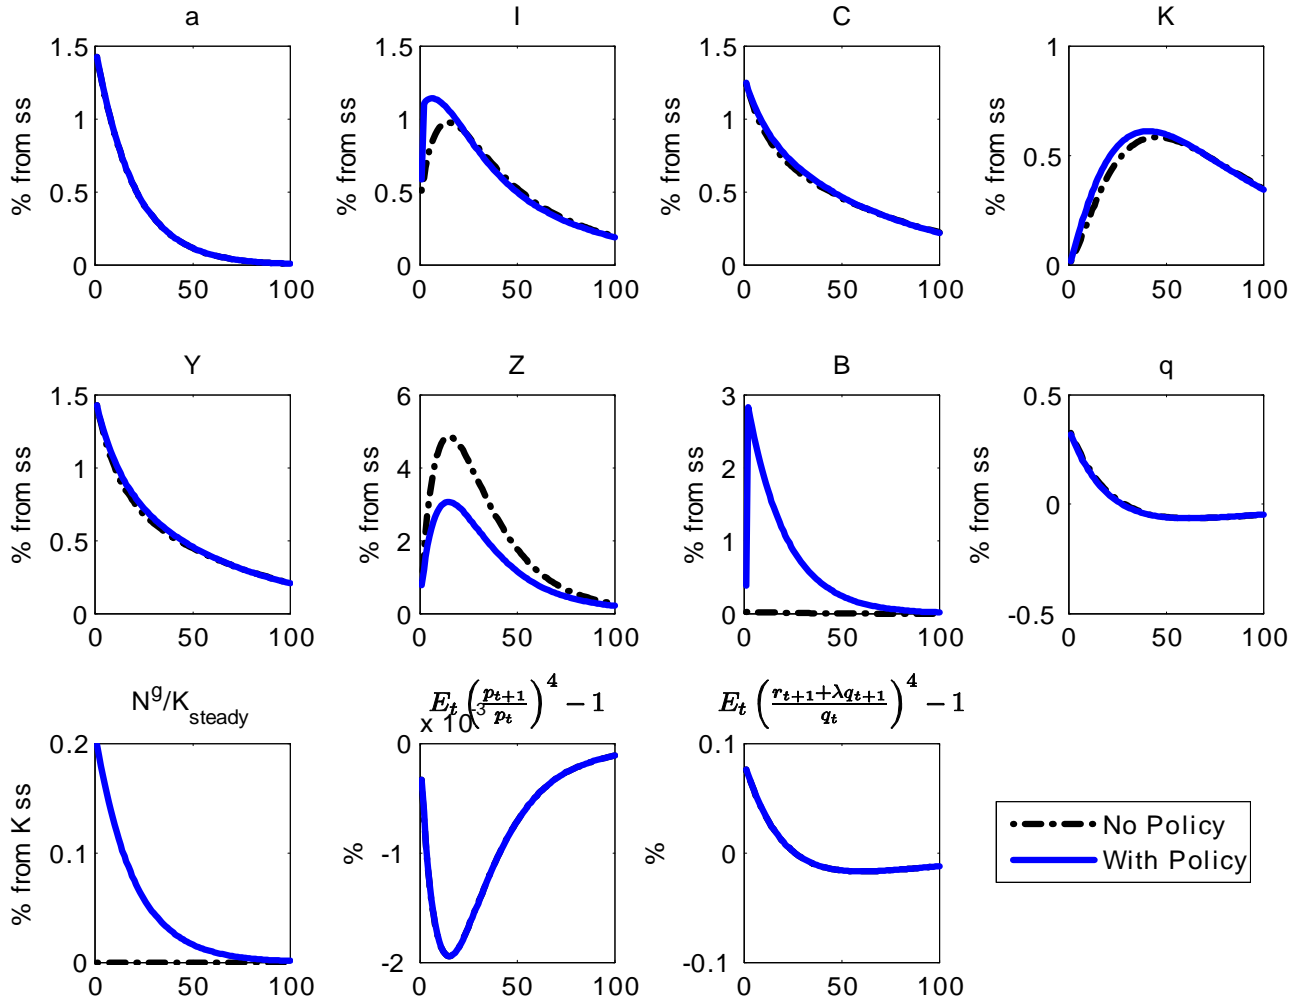 a
I
C
K
1.5
1
0.5
0
% from ss
0 50 100
1.5
1
0.5
0
% from ss
0 50 100
1.5
1
0.5
0
% from ss
0 50 100
1
0.5
0
% from ss
0 50 100
Y
Z
B
q
1.5
1
0.5
0
% from ss
0 50 100
6
4
2
0
% from ss
0 50 100
3
2
1
0
% from ss
0 50 100
0.5
0
-0.5
% from ss
0 50 100
N^g/K_steady
0.2
0.1
0
% from K ss
0 50 100
E_t (p_{t+1}/p_t)^4 − 1
x 10^-3
0
-1
-2
%
0 50 100
E_t (r_{t+1}+λq_{t+1}/q_t)^4 − 1
0.1
0
-0.1
%
0 50 100
No Policy
With Policy